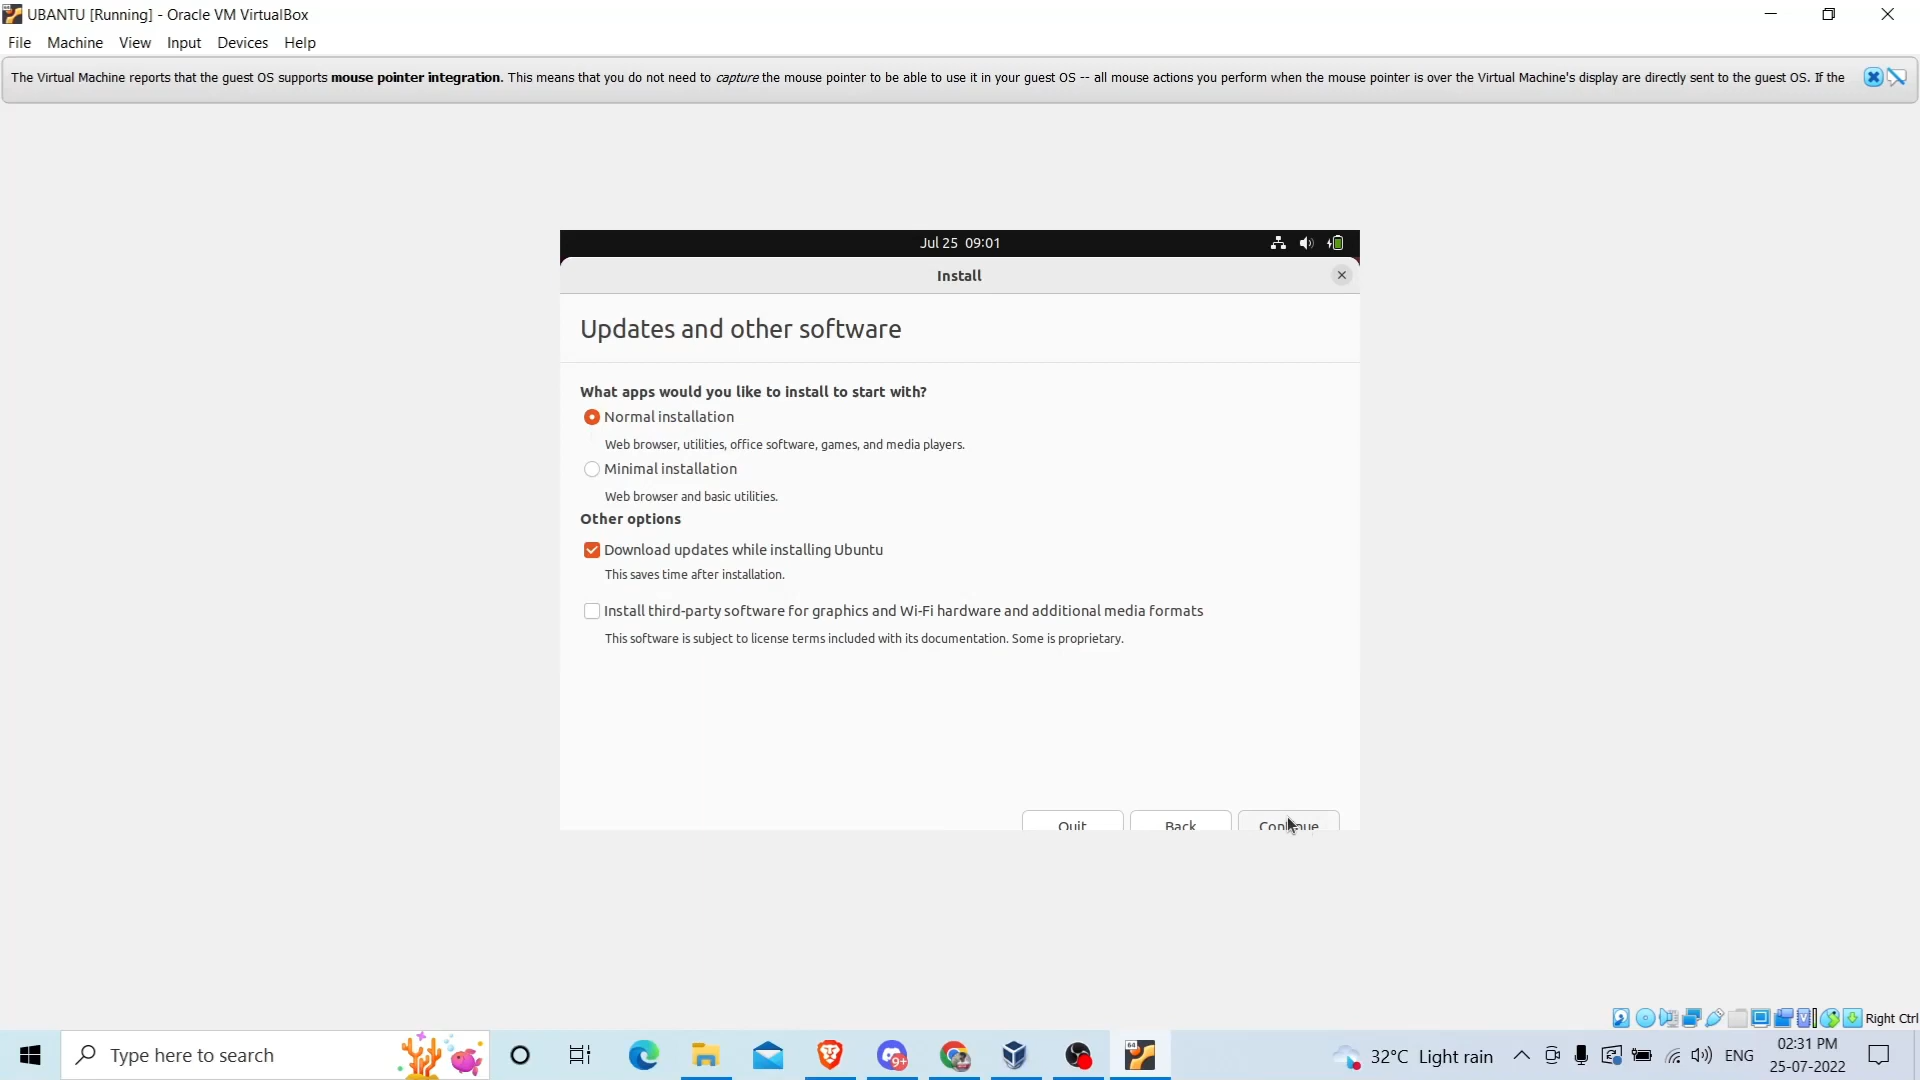 UBANTU [Running] - Oracle VM VirtualBox
File Machine View Input Devices Help
The Virtual Machine reports that the guest OS supports mouse pointer integration. This means that you do not need to capture the mouse pointer to be able to use it in your guest OS -- all mouse actions you perform when the mouse pointer is over the Virtual Machine's display are directly sent to the guest OS. If the
Jul 25 09:01
Install
Updates and other software
What apps would you like to install to start with?
Normal installation
Web browser, utilities, office software, games, and media players.
Minimal installation
Web browser and basic utilities.
Other options
Download updates while installing Ubuntu
This saves time after installation.
Install third-party software for graphics and Wi-Fi hardware and additional media formats
This software is subject to license terms included with its documentation. Some is proprietary.
Quit Back Continue
Right Ctrl
Type here to search
9+
64
32°C Light rain
ENG
02:31 PM
25-07-2022